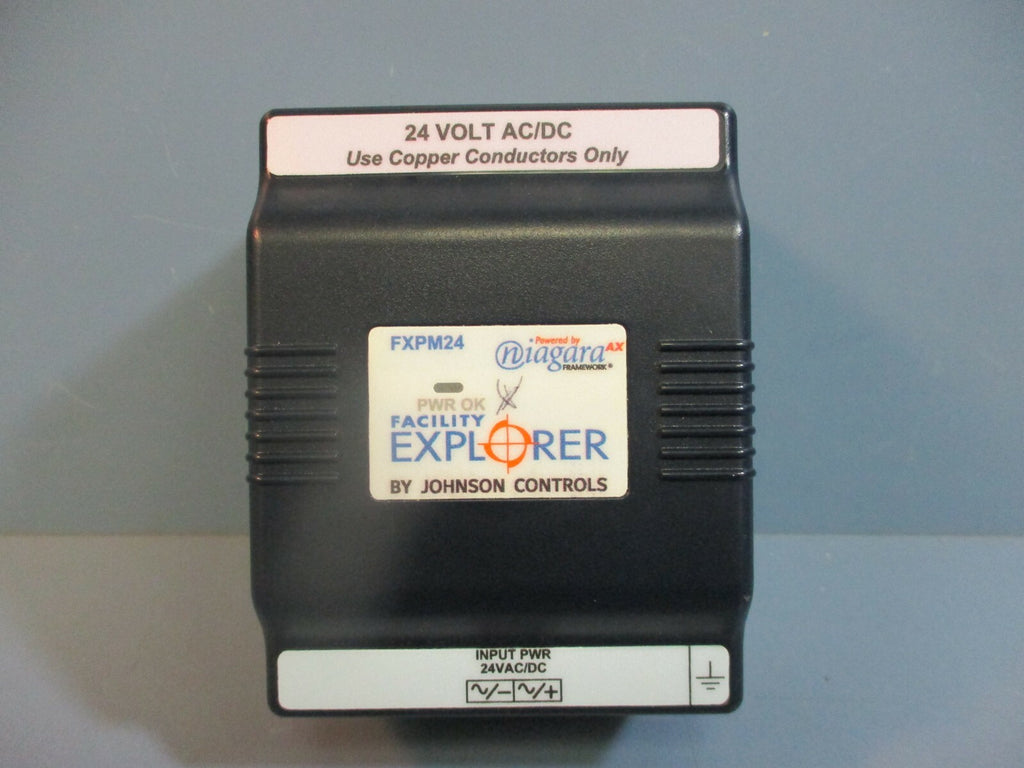 24 VOLT AC/DC
Use Copper Conductors Only
FXPM24
Powered by
niagara AX
FRAMEWORK ®
PWR OK
FACILITY
EXPLORER
BY JOHNSON CONTROLS
INPUT PWR
24VAC/DC
~/- ~/+